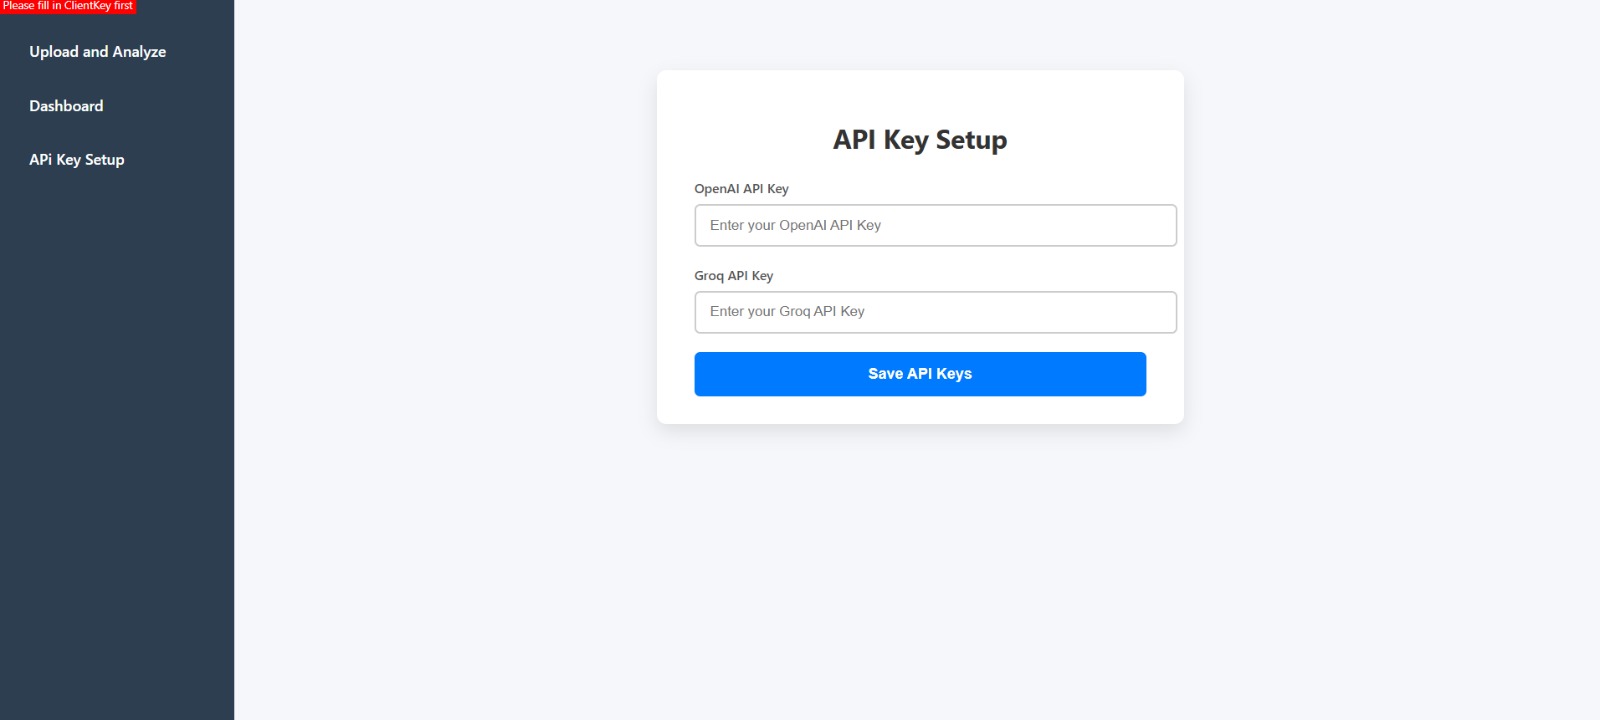 Please fill in ClientKey first
Upload and Analyze
Dashboard
APi Key Setup
API Key Setup
OpenAI API Key
Enter your OpenAI API Key
Groq API Key
Enter your Groq API Key
Save API Keys